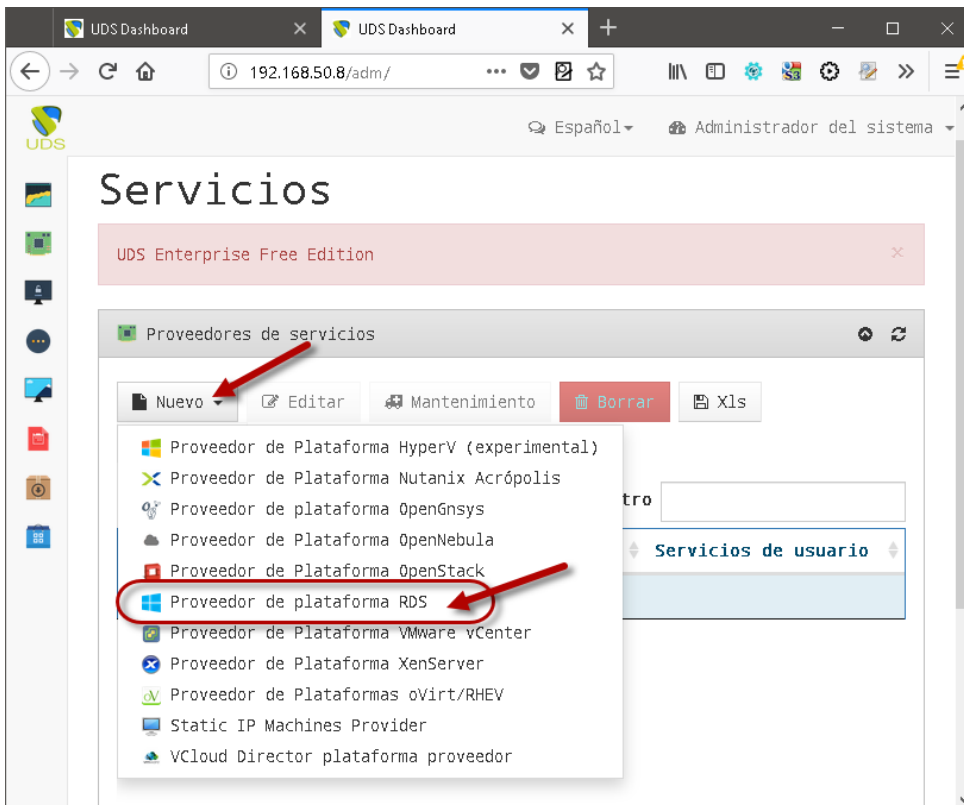 UDS Dashboard
UDS Dashboard
192.168.50.8/adm/
UDS
Español
Administrador del sistema
Servicios
UDS Enterprise Free Edition
Proveedores de servicios
Nuevo
Editar
Mantenimiento
Borrar
Xls
Proveedor de Plataforma HyperV (experimental)
Proveedor de Plataforma Nutanix Acrópolis
Proveedor de Plataforma OpenGnsys
tro
Proveedor de Plataforma OpenNebula
Servicios de usuario
Proveedor de Plataforma OpenStack
Proveedor de plataforma RDS
Proveedor de Plataforma VMware vCenter
Proveedor de Plataforma XenServer
Proveedor de Plataformas oVirt/RHEV
Static IP Machines Provider
VCloud Director plataforma proveedor